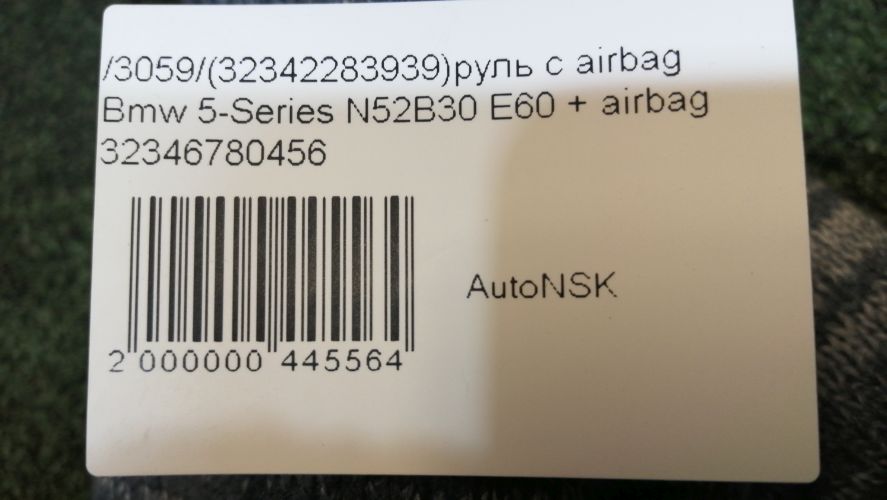 /3059/(32342283939)руль с airbag
Bmw 5-Series N52B30 E60 + airbag
32346780456
AutoNSK
2 000000 445564